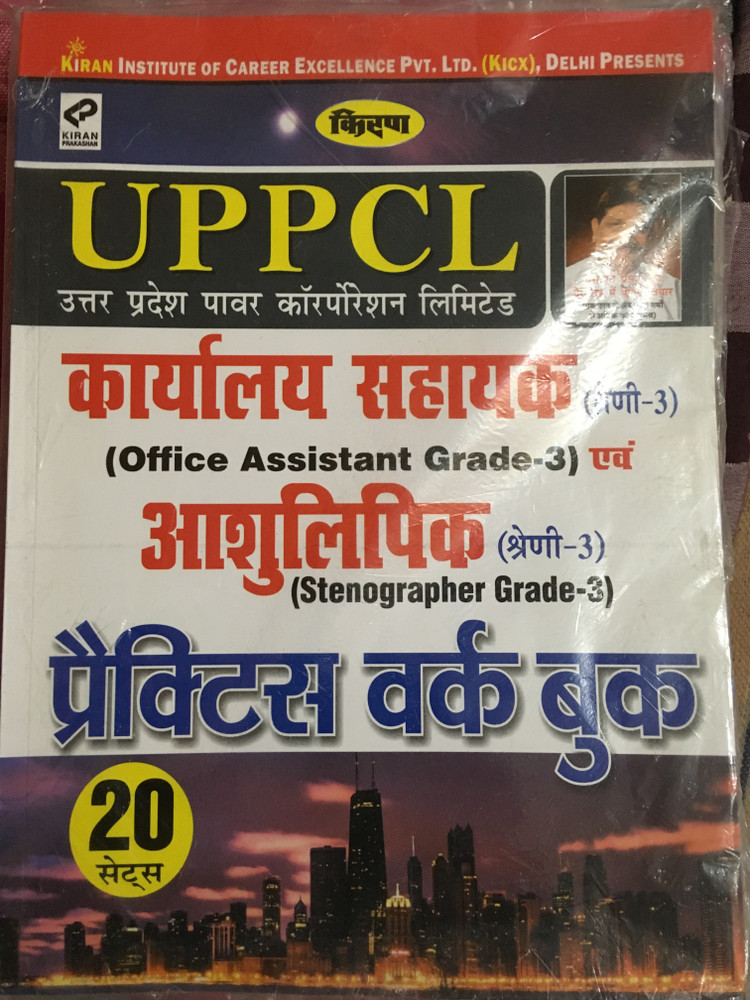 KIRAN INSTITUTE OF CAREER EXCELLENCE PVT. LTD. (KICX), DELHI PRESENTS
KIRAN
PRAKASHAN
किरण
UPPCL
उत्तर प्रदेश पावर कॉरपोरेशन लिमिटेड
कार्यालय सहायक (श्रेणी-3)
(Office Assistant Grade-3) एवं
आशुलिपिक (श्रेणी-3)
(Stenographer Grade-3)
प्रैक्टिस वर्क बुक
20
सेट्स